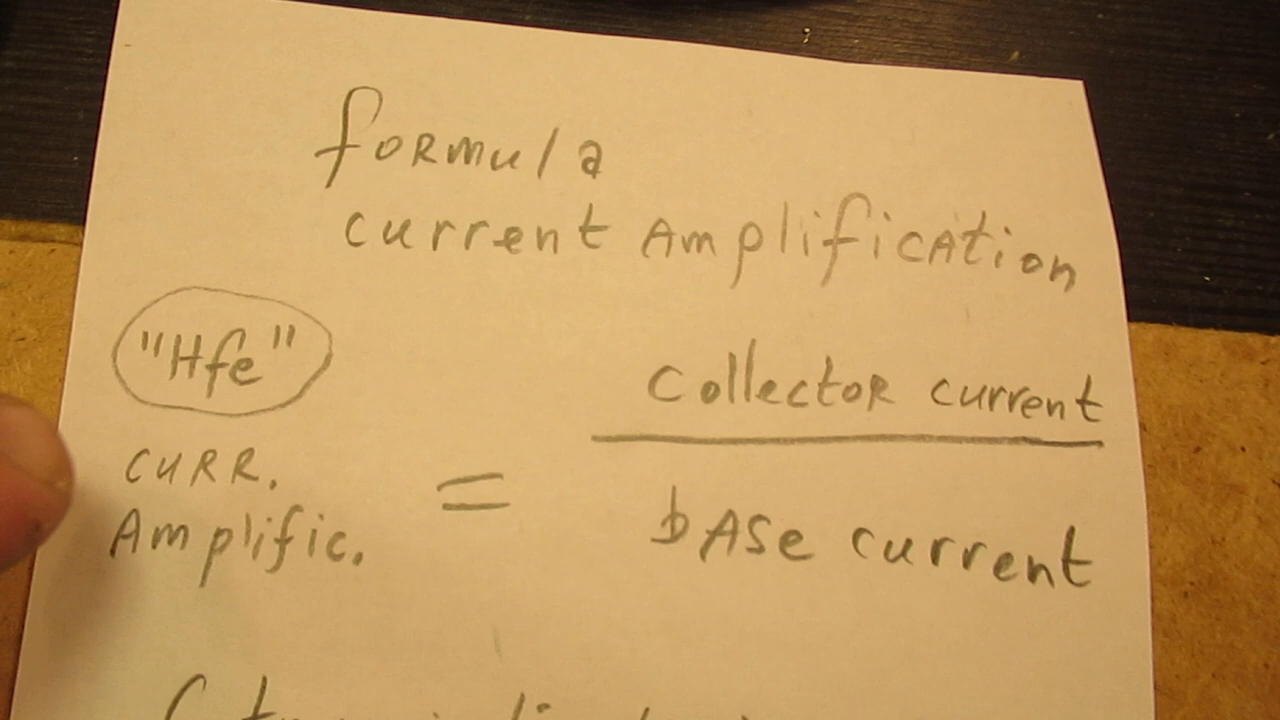 formula
current Amplification
"Hfe"
collector current
curr.
=
Amplific.
base current